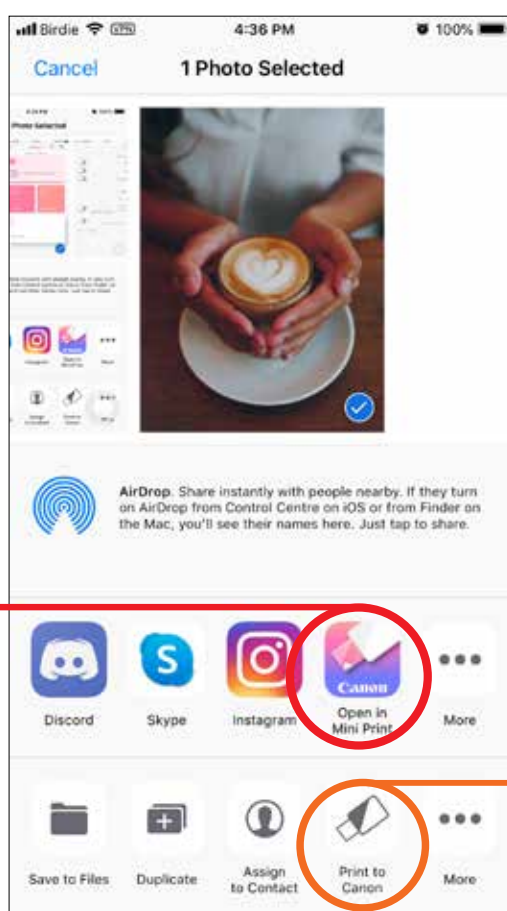 Birdie 4:36 PM 100%
Cancel 1 Photo Selected
AirDrop. Share instantly with people nearby. If they turn
on AirDrop from Control Centre on iOS or from Finder on
the Mac, you'll see their names here. Just tap to share.
S Canon
Discord Skype Instagram Open in More
Mini Print
Save to Files Duplicate Assign Print to More
to Contact Canon